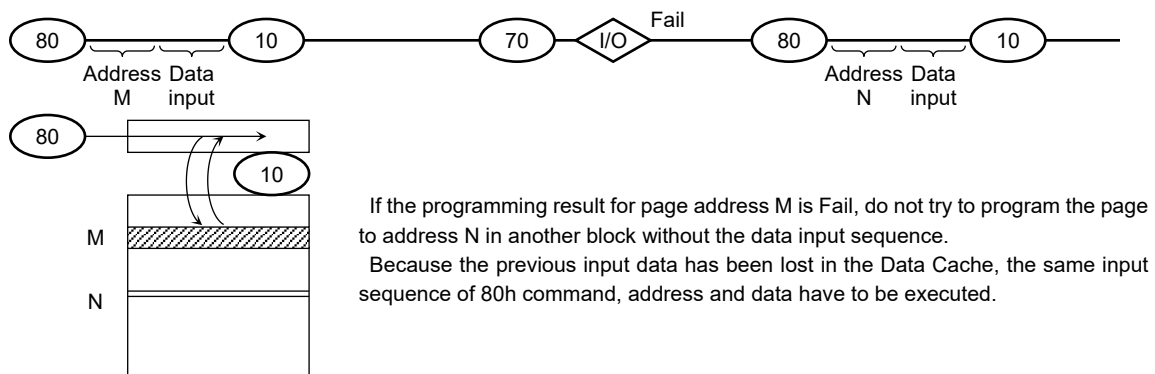 Fail
80 10 70 I/O 80 10
Address Data Address Data
M input N input
80
10
M
N
If the programming result for page address M is Fail, do not try to program the page
to address N in another block without the data input sequence.
Because the previous input data has been lost in the Data Cache, the same input
sequence of 80h command, address and data have to be executed.